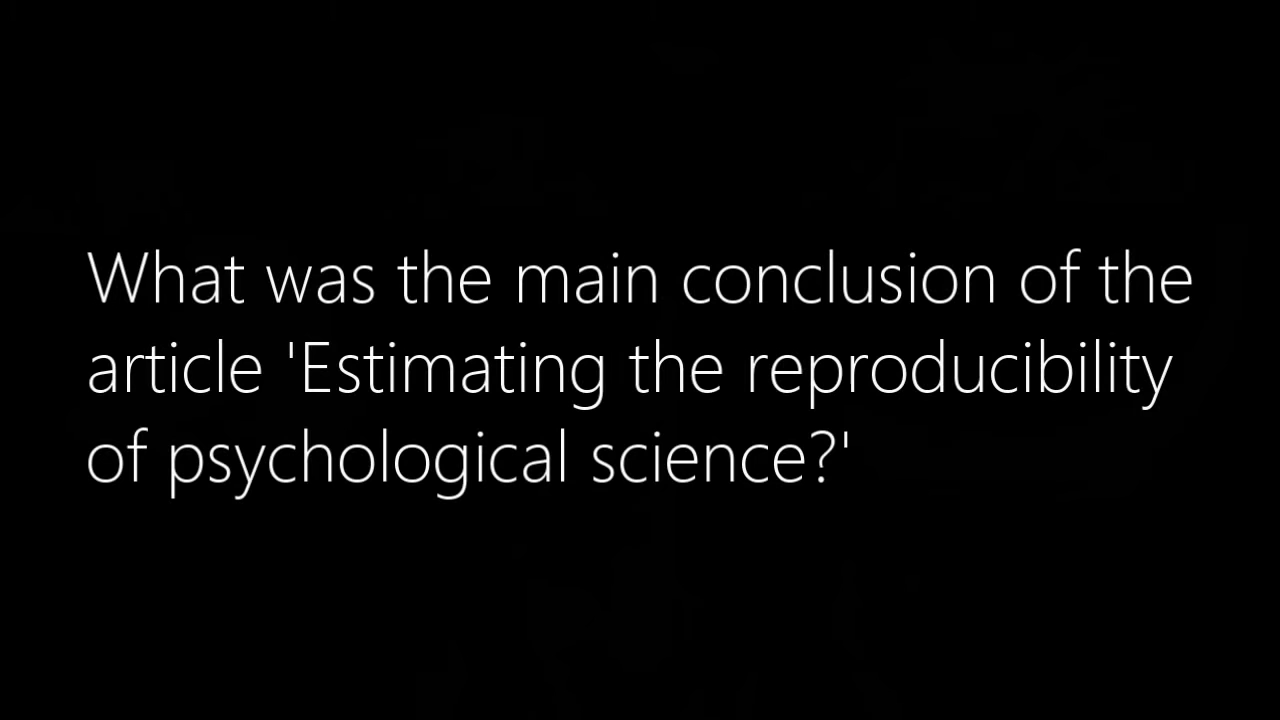 What was the main conclusion of the
article 'Estimating the reproducibility
of psychological science?'